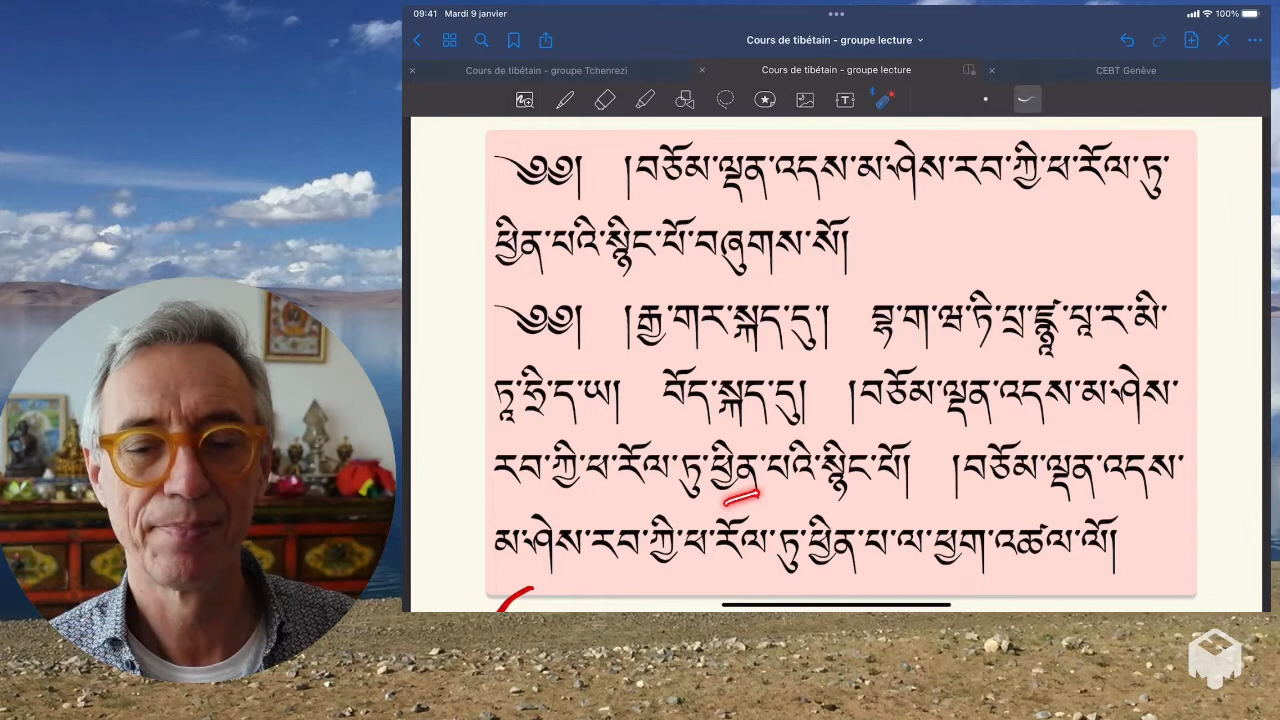 09:41 Mardi 9 janvier
100%
Cours de tibétain - groupe lecture
Cours de tibétain - groupe Tchenrezi
Cours de tibétain - groupe lecture
CEBT Genève
༄༅། །བཅོམ་ལྡན་འདས་མ་ཤེས་རབ་ཀྱི་ཕ་རོལ་ཏུ་
ཕྱིན་པའི་སྙིང་པོ་བཞུགས་སོ།
༄༅། །རྒྱ་གར་སྐད་དུ། བྷ་ག་ཝ་ཏི་པྲ་ཛྙཱ་པཱ་ར་མི་
ཏཱ་ཧྲི་ད་ཡ། བོད་སྐད་དུ། །བཅོམ་ལྡན་འདས་མ་ཤེས་
རབ་ཀྱི་ཕ་རོལ་ཏུ་ཕྱིན་པའི་སྙིང་པོ། །བཅོམ་ལྡན་འདས་
མ་ཤེས་རབ་ཀྱི་ཕ་རོལ་ཏུ་ཕྱིན་པ་ལ་ཕྱག་འཚལ་ལོ།